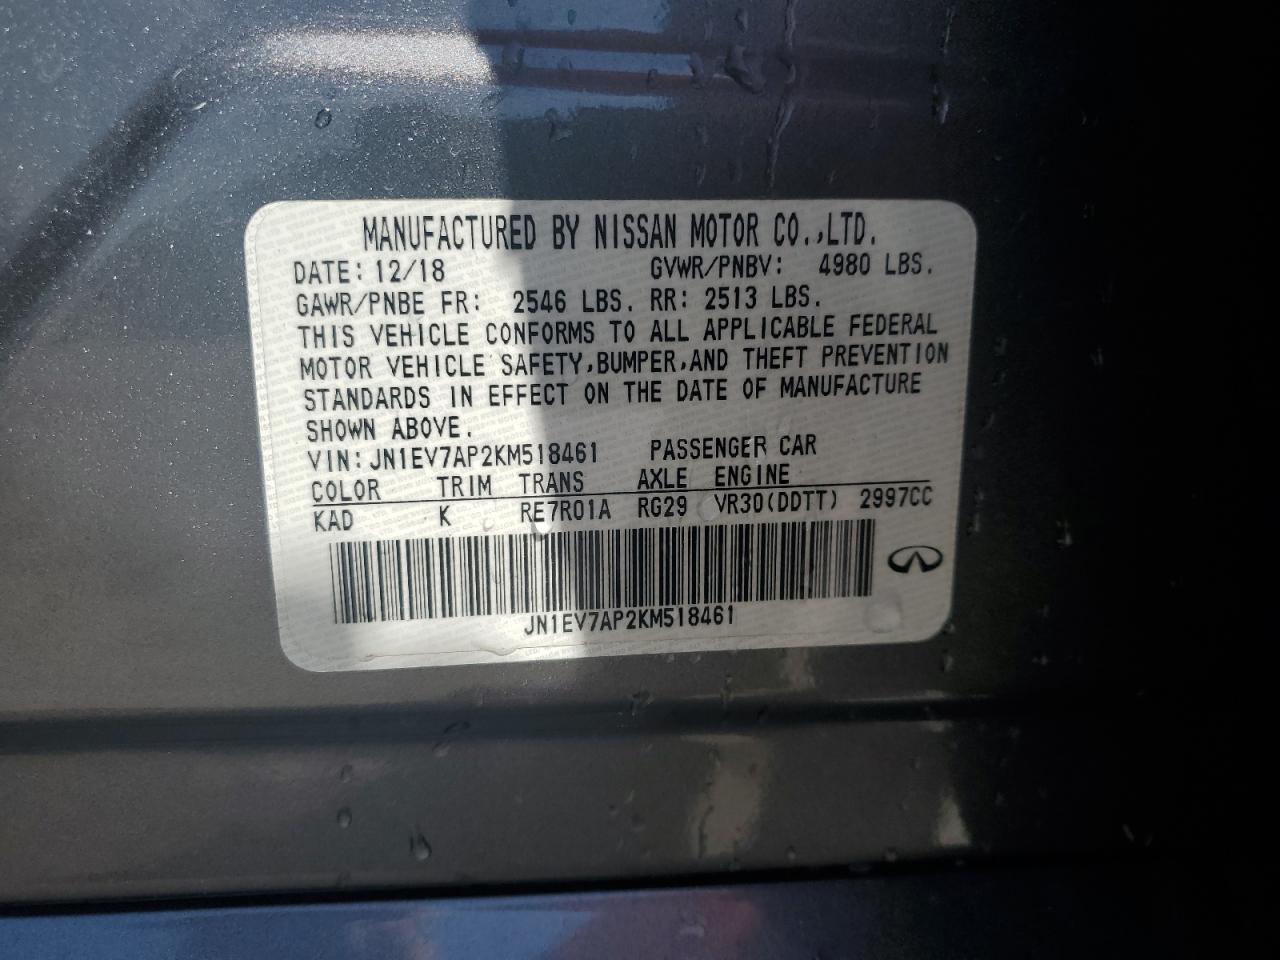 MANUFACTURED BY NISSAN MOTOR CO.,LTD.
DATE: 12/18 GVWR/PNBV: 4980 LBS.
GAWR/PNBE FR: 2546 LBS. RR: 2513 LBS.
THIS VEHICLE CONFORMS TO ALL APPLICABLE FEDERAL
MOTOR VEHICLE SAFETY,BUMPER,AND THEFT PREVENTION
STANDARDS IN EFFECT ON THE DATE OF MANUFACTURE
SHOWN ABOVE.
VIN: JN1EV7AP2KM518461 PASSENGER CAR
COLOR TRIM TRANS AXLE ENGINE
KAD K RE7R01A RG29 VR30(DDTT) 2997CC
JN1EV7AP2KM518461